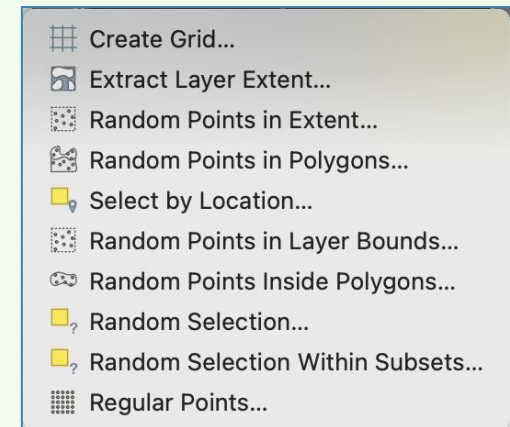 Create Grid...
Extract Layer Extent...
Random Points in Extent...
Random Points in Polygons...
Select by Location...
Random Points in Layer Bounds...
Random Points Inside Polygons...
Random Selection...
Random Selection Within Subsets...
Regular Points...